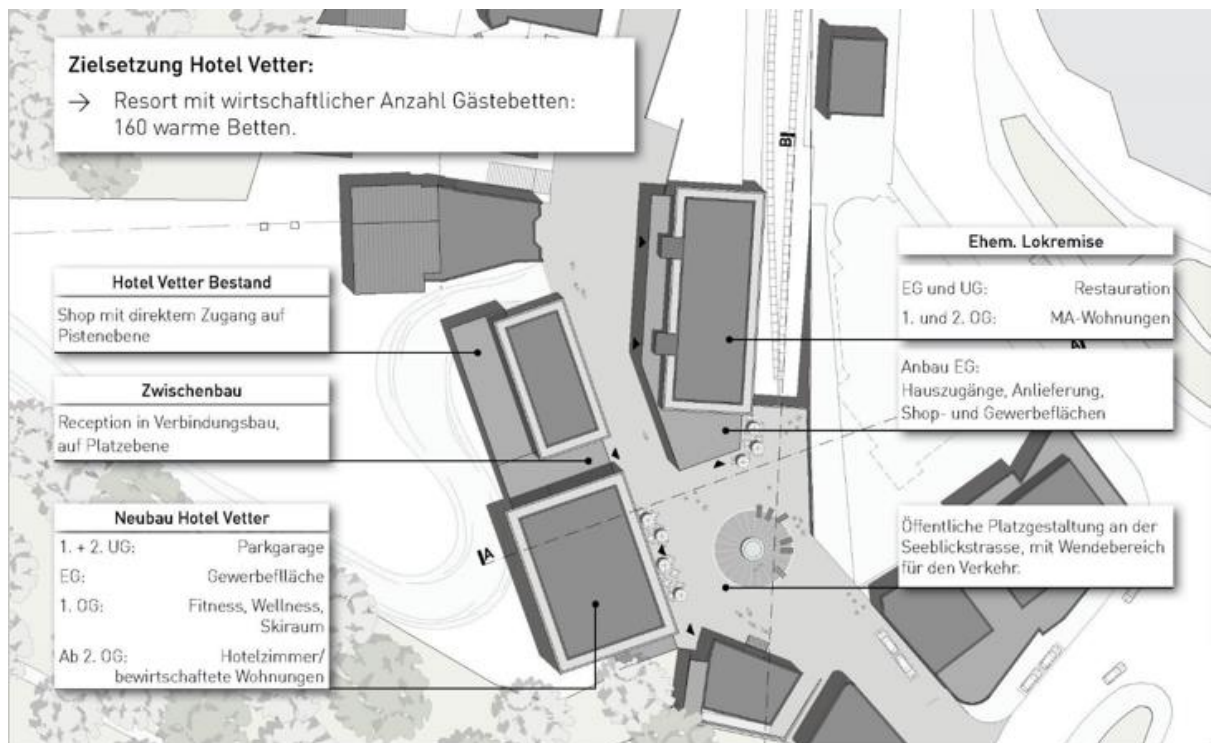 Zielsetzung Hotel Vetter:
→ Resort mit wirtschaftlicher Anzahl Gästebetten:
160 warme Betten.
Hotel Vetter Bestand
Shop mit direktem Zugang auf
Pistenebene
Zwischenbau
Reception in Verbindungsbau,
auf Platzebene
Neubau Hotel Vetter
1. + 2. UG: Parkgarage
EG: Gewerbeflläche
1. OG: Fitness, Wellness,
Skiraum
Ab 2. OG: Hotelzimmer/
bewirtschaftete Wohnungen
Ehem. Lokremise
EG und UG: Restauration
1. und 2. OG: MA-Wohnungen
Anbau EG:
Hauszugänge, Anlieferung,
Shop- und Gewerbeflächen
Öffentliche Platzgestaltung an der
Seeblickstrasse, mit Wendebereich
für den Verkehr.
B
A
A